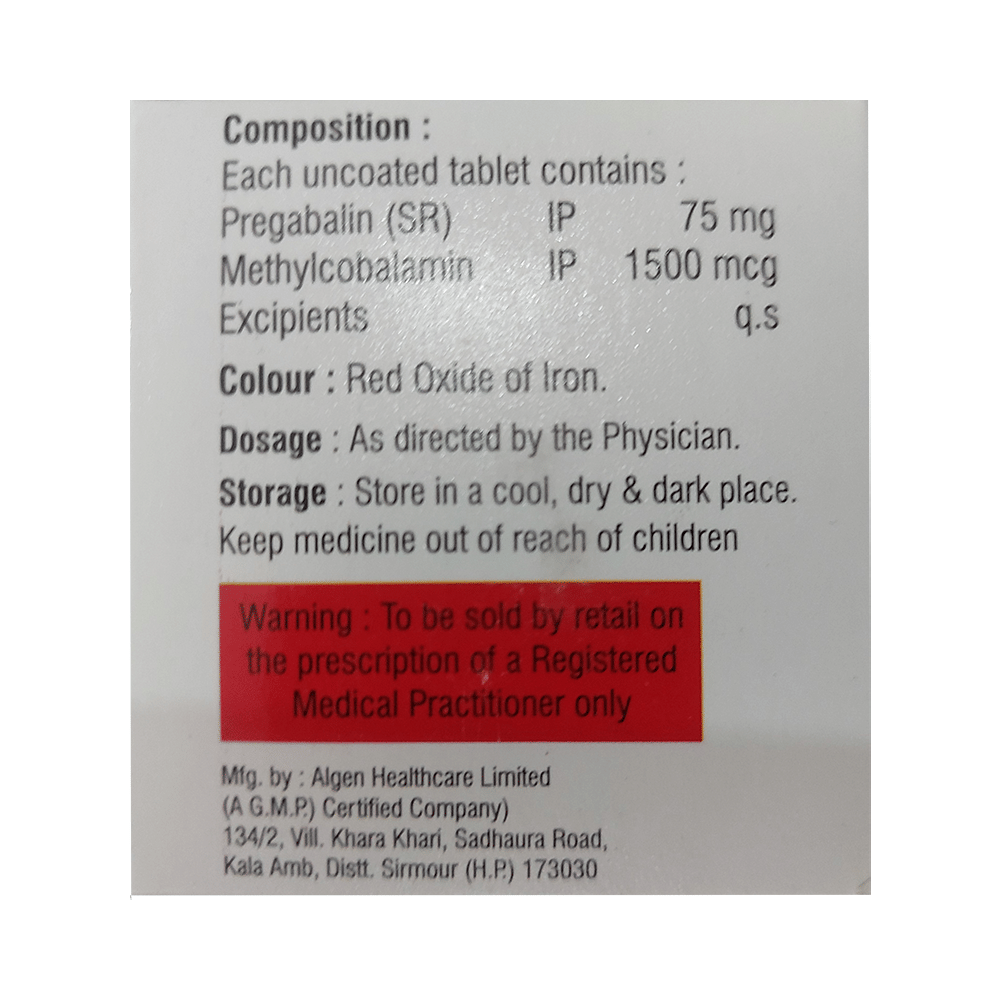 Composition :
Each uncoated tablet contains :
Pregabalin (SR) IP 75 mg
Methylcobalamin IP 1500 mcg
Excipients q.s
Colour : Red Oxide of Iron.
Dosage : As directed by the Physician.
Storage : Store in a cool, dry & dark place.
Keep medicine out of reach of children
Warning : To be sold by retail on
the prescription of a Registered
Medical Practitioner only
Mfg. by : Algen Healthcare Limited
(A G.M.P.) Certified Company)
134/2, Vill. Khara Khari, Sadhaura Road,
Kala Amb, Distt. Sirmour (H.P.) 173030